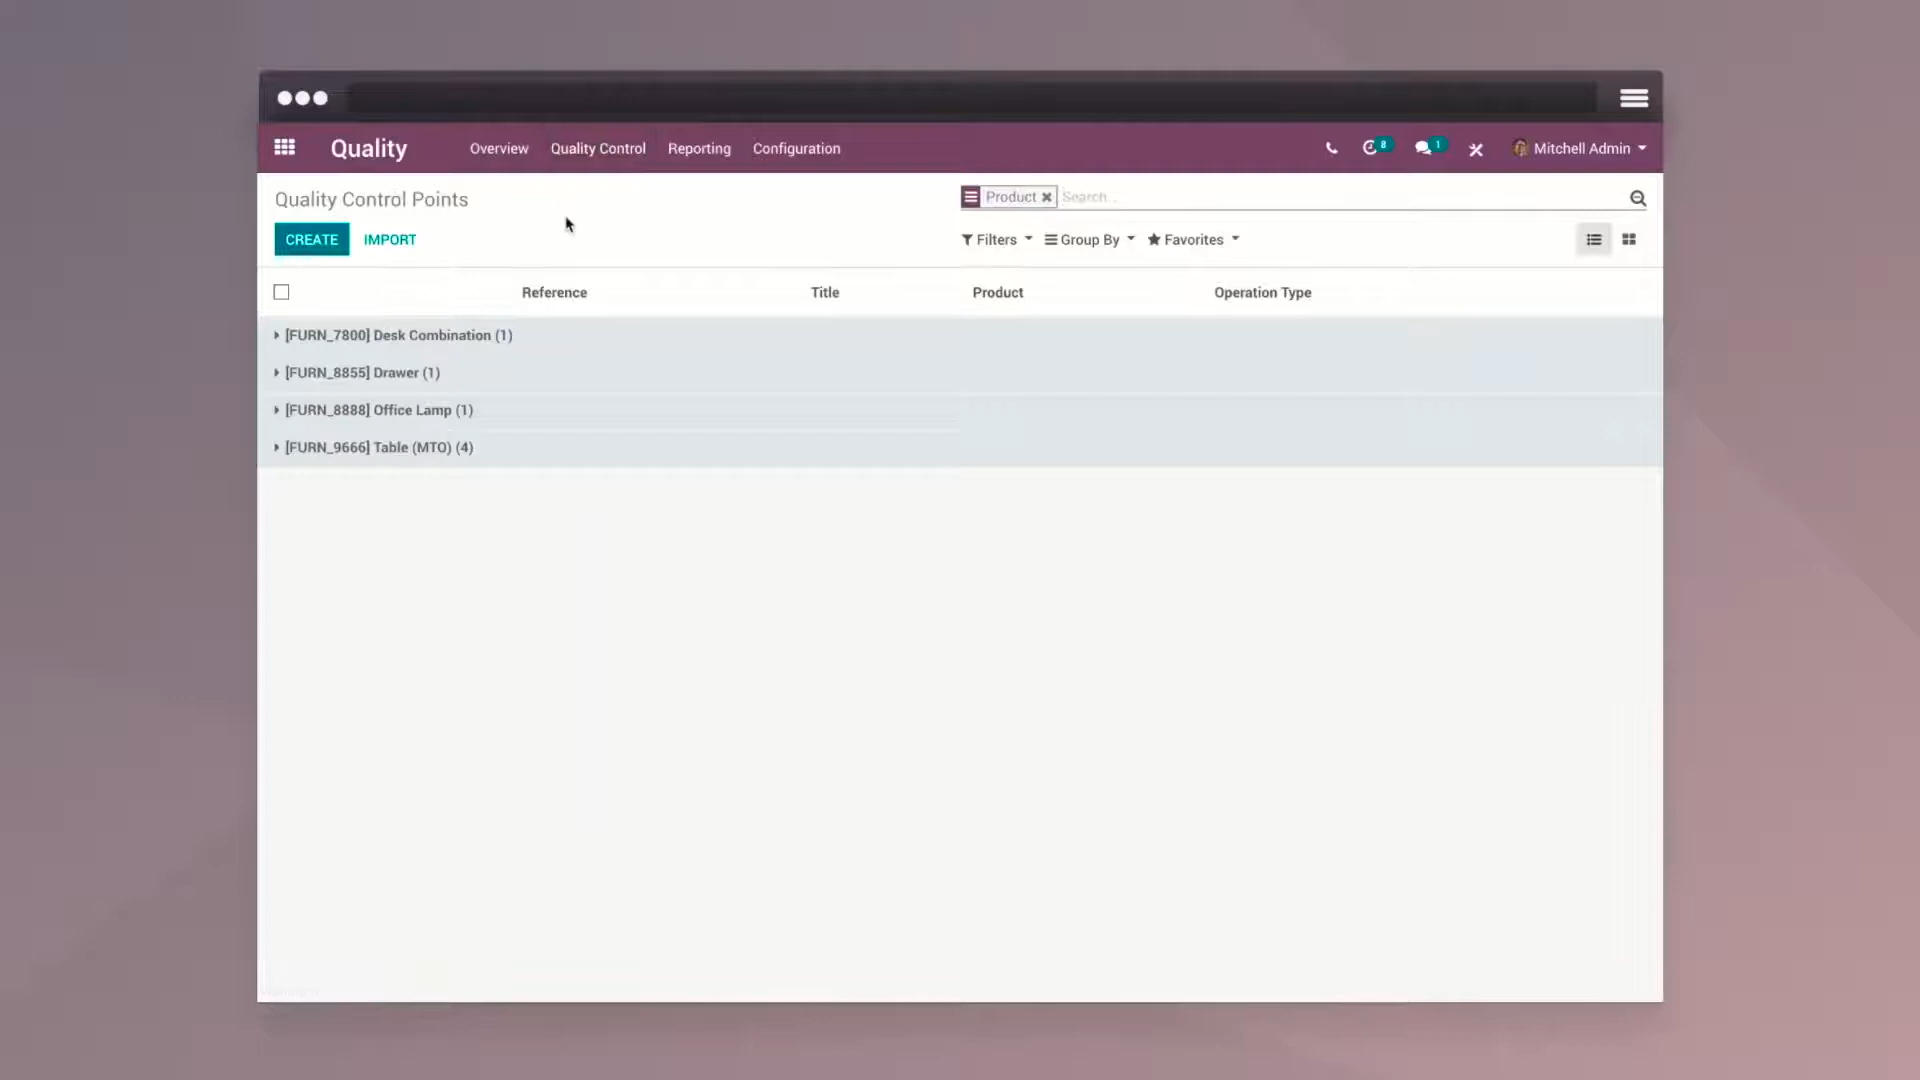 Quality Overview Quality Control Reporting Configuration 8 1 Mitchell Admin
Quality Control Points
Product Search...
CREATE IMPORT
Filters Group By Favorites
Reference Title Product Operation Type
[FURN_7800] Desk Combination (1)
[FURN_8855] Drawer (1)
[FURN_8888] Office Lamp (1)
[FURN_9666] Table (MTO) (4)